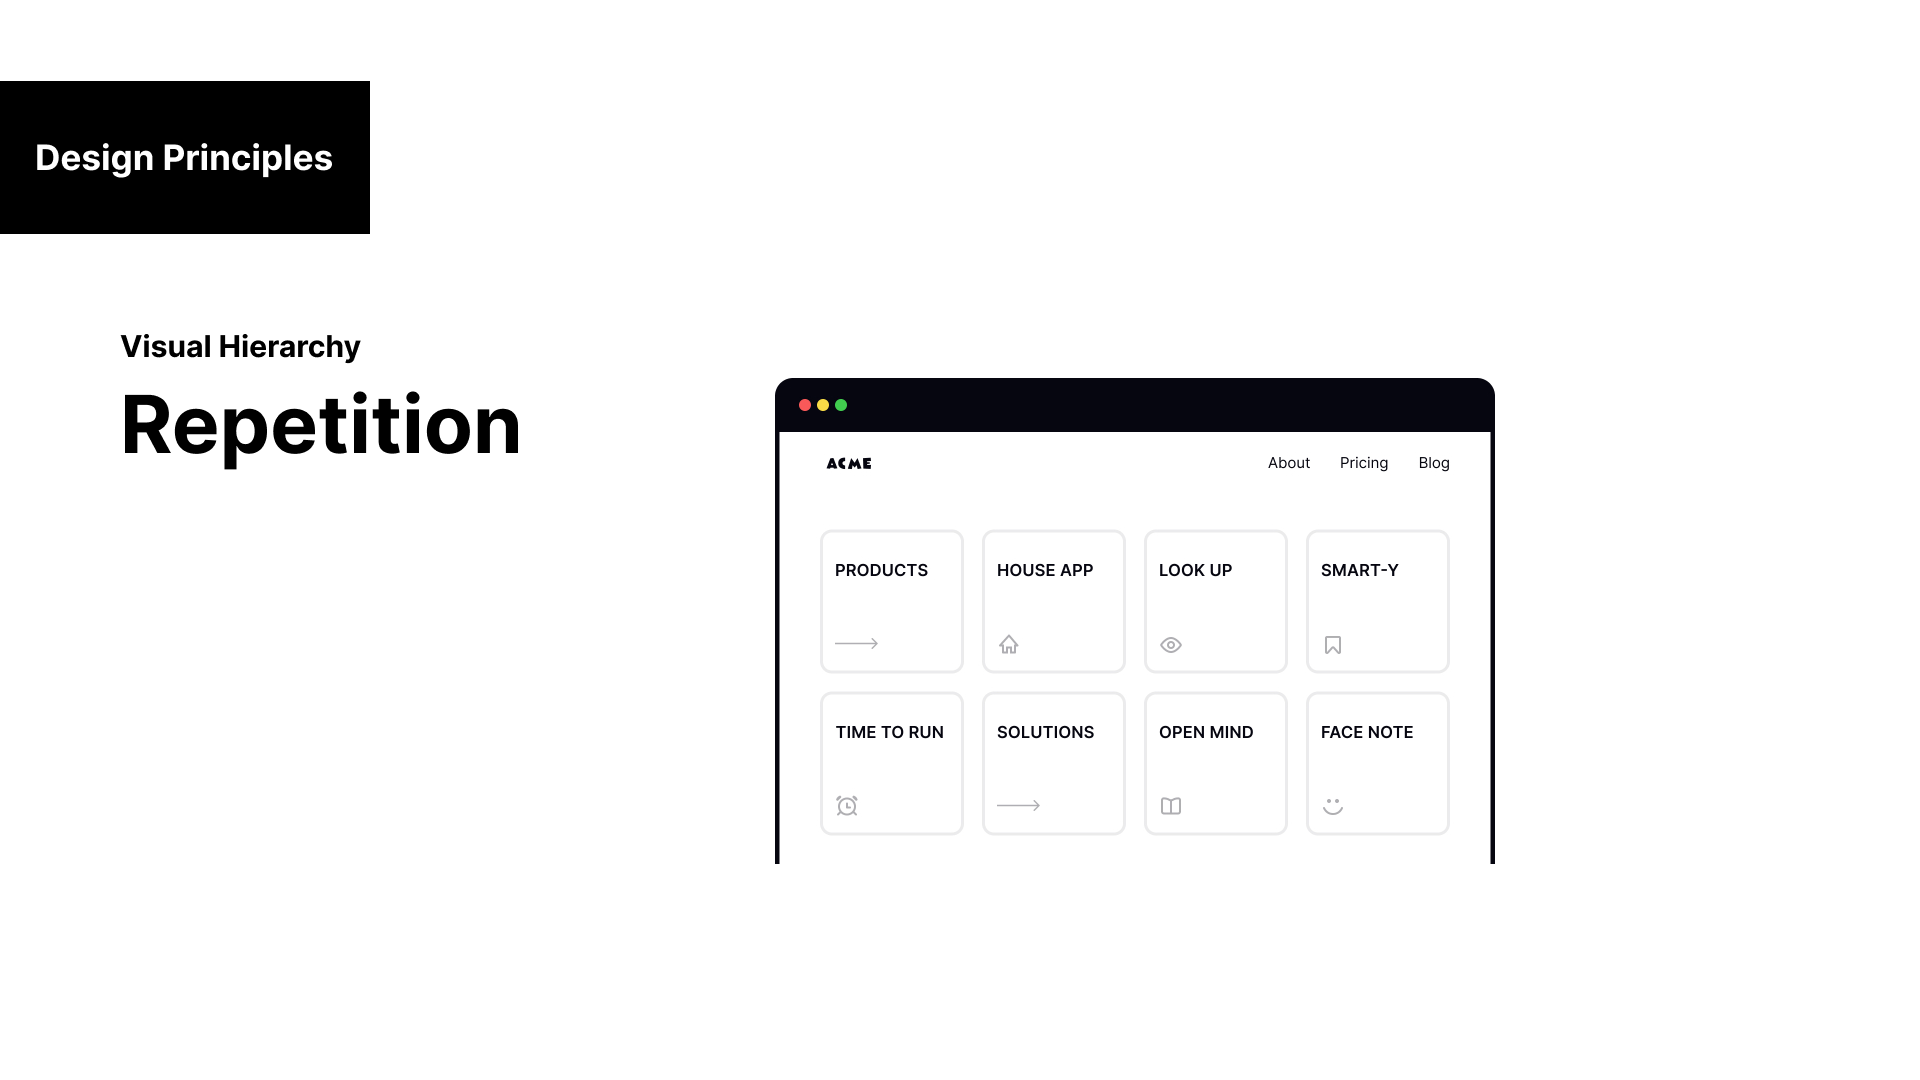 Design Principles
Visual Hierarchy
Repetition
ACME
About Pricing Blog
PRODUCTS HOUSE APP LOOK UP SMART-Y
TIME TO RUN SOLUTIONS OPEN MIND FACE NOTE